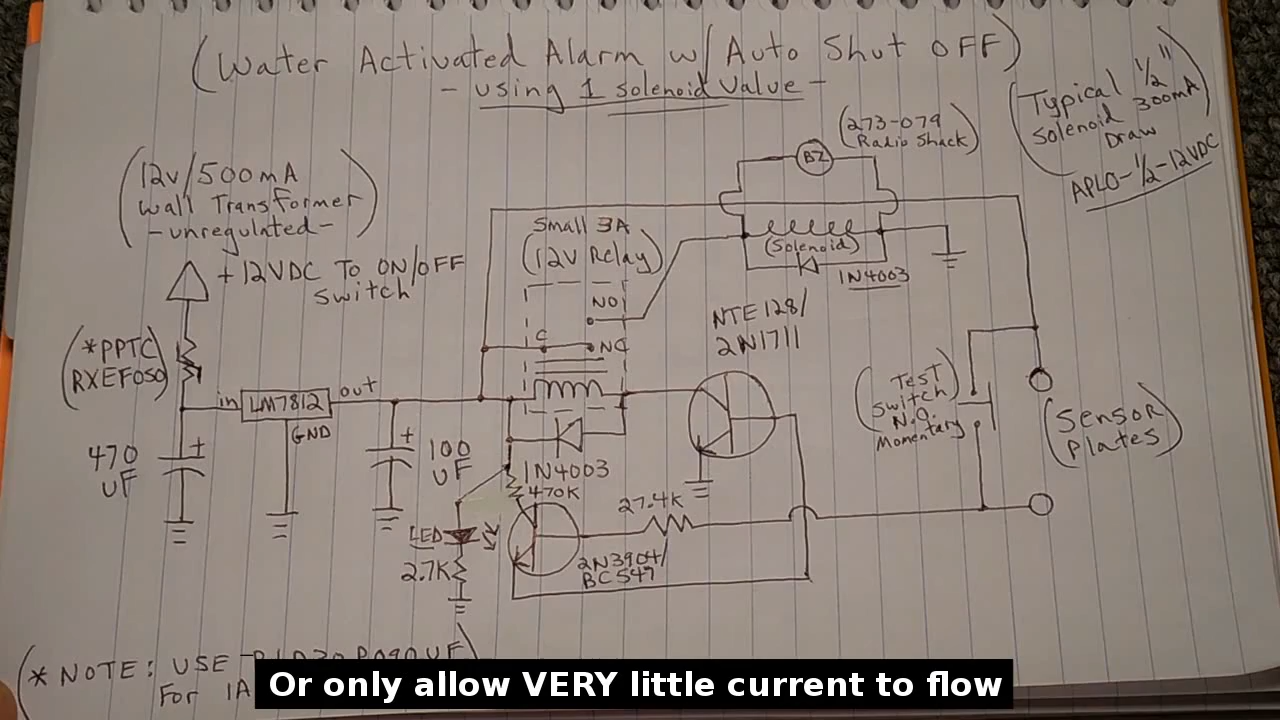 (Water Activated Alarm w/ Auto Shut OFF)
- using 1 solenoid Value -
(Typical 1/2"
Solenoid 300mA
Draw)
APLO-1/2-12VDC
(273-079
Radio Shack)
BZ
(12v/500mA
Wall Transformer
-unregulated-)
+12VDC To ON/OFF
Switch
Small 3A
(12V Relay)
(Solenoid)
1N4003
NO
C
NC
NTE128/
2N1711
(*PPTC
RXEF050)
in
LM7812
out
GND
470
UF
+
+
100
UF
1N4003
470K
27.4K
LED
2.7K
2N3904/
BC547
(Test
Switch
N.O.
Momentary)
(Sensor
Plates)
(*NOTE: USE
For 1A
Or only allow VERY little current to flow